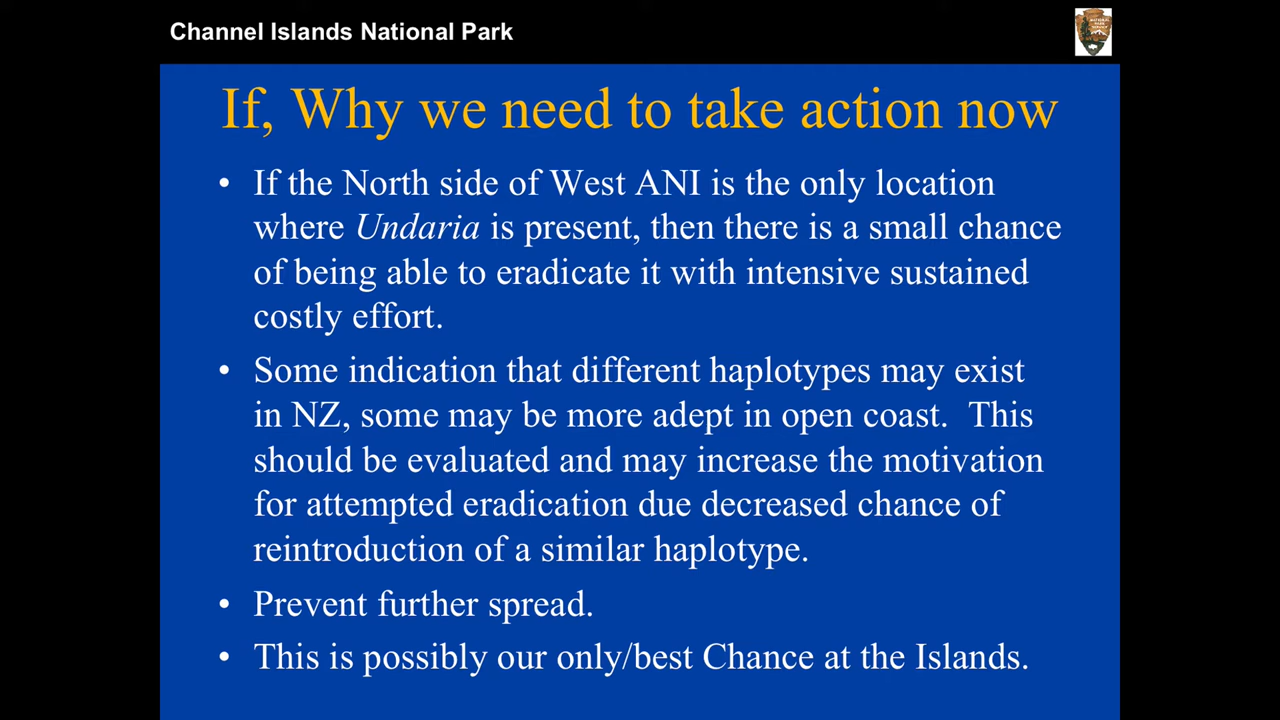 Channel Islands National Park
If, Why we need to take action now
• If the North side of West ANI is the only location
where Undaria is present, then there is a small chance
of being able to eradicate it with intensive sustained
costly effort.
• Some indication that different haplotypes may exist
in NZ, some may be more adept in open coast.  This
should be evaluated and may increase the motivation
for attempted eradication due decreased chance of
reintroduction of a similar haplotype.
• Prevent further spread.
• This is possibly our only/best Chance at the Islands.